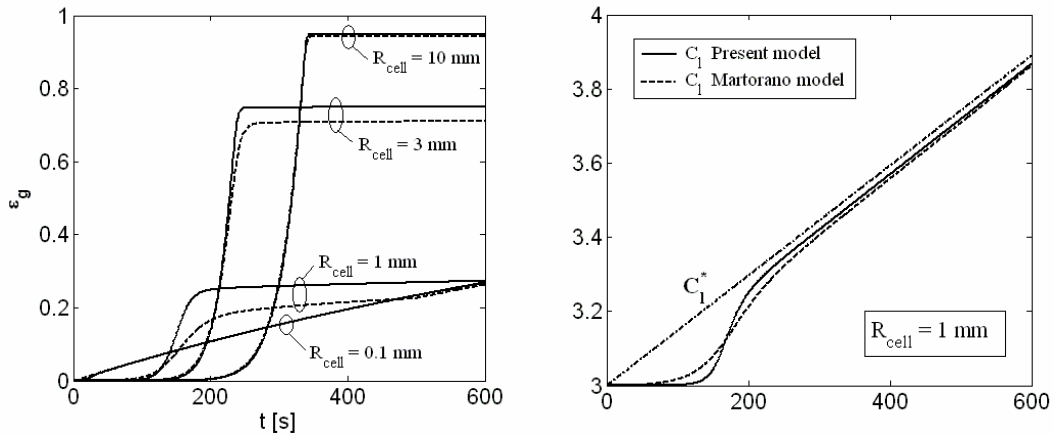 1
0.8
0.6
0.4
0.2
0
ε_g
R_cell = 10 mm
R_cell = 3 mm
R_cell = 1 mm
R_cell = 0.1 mm
0 200 400 600
t [s]
4
3.8
3.6
3.4
3.2
3
C_l Present model
C_l Martorano model
C_l^*
R_cell = 1 mm
0 200 400 600